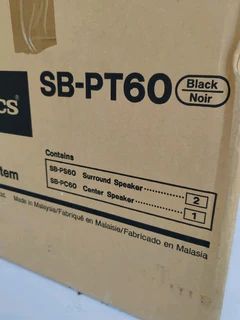 CS
SB-PT60
Black
Noir
Contains
SB-PS60 Surround Speaker 2
SB-PC60 Center Speaker 1
Made in Malaysia/Fabriqué en Malaisie/Fabricado en Malasia